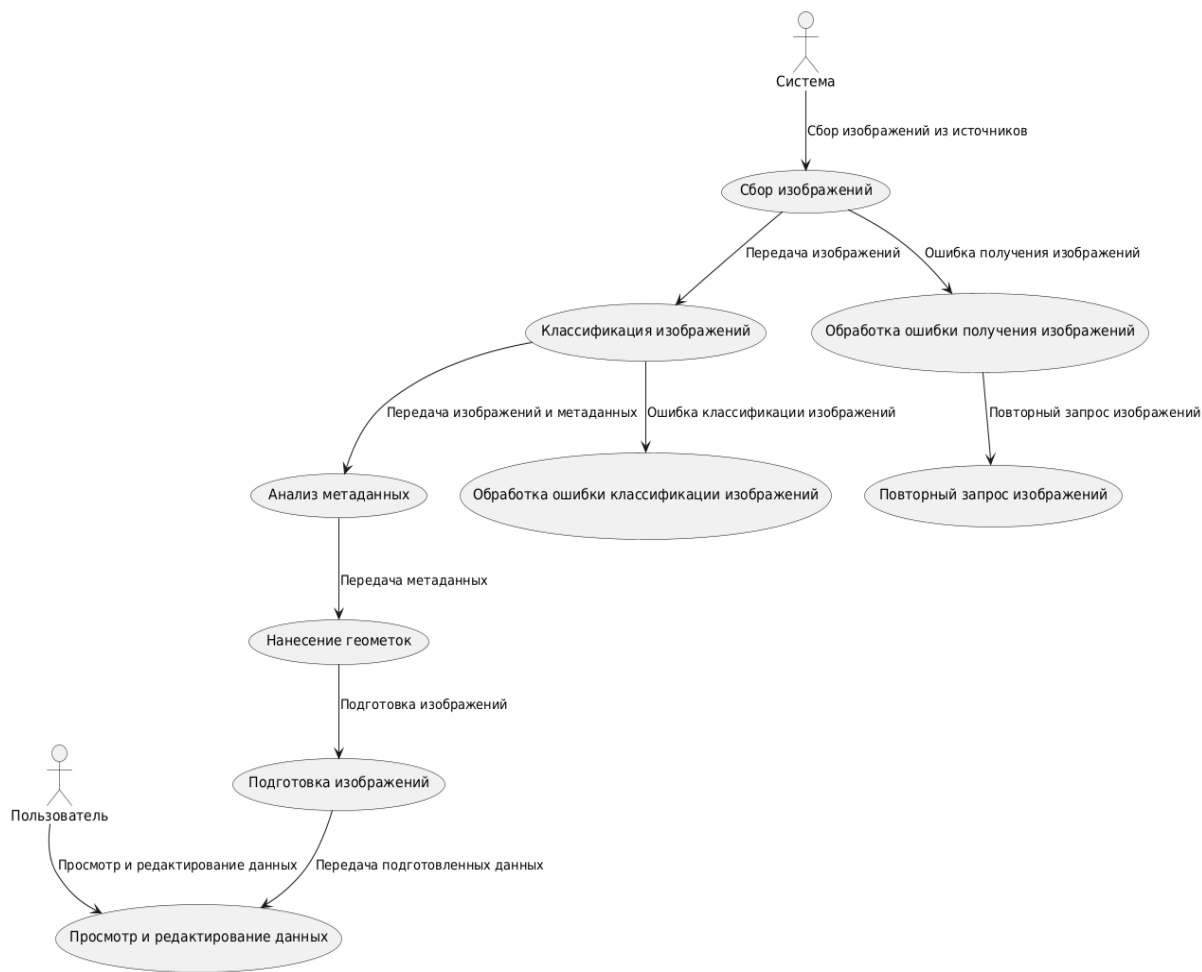 Система
Сбор изображений из источников
Сбор изображений
Передача изображений
Ошибка получения изображений
Классификация изображений
Обработка ошибки получения изображений
Передача изображений и метаданных
Ошибка классификации изображений
Повторный запрос изображений
Анализ метаданных
Обработка ошибки классификации изображений
Повторный запрос изображений
Передача метаданных
Нанесение геометок
Подготовка изображений
Подготовка изображений
Пользователь
Просмотр и редактирование данных
Передача подготовленных данных
Просмотр и редактирование данных